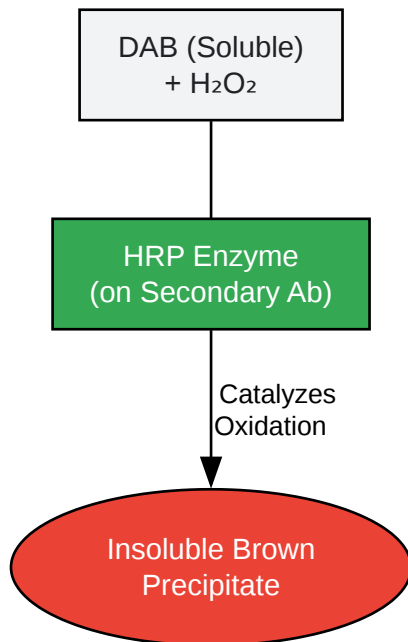 DAB (Soluble)
+ H₂O₂
HRP Enzyme
(on Secondary Ab)
Catalyzes
Oxidation
Insoluble Brown
Precipitate